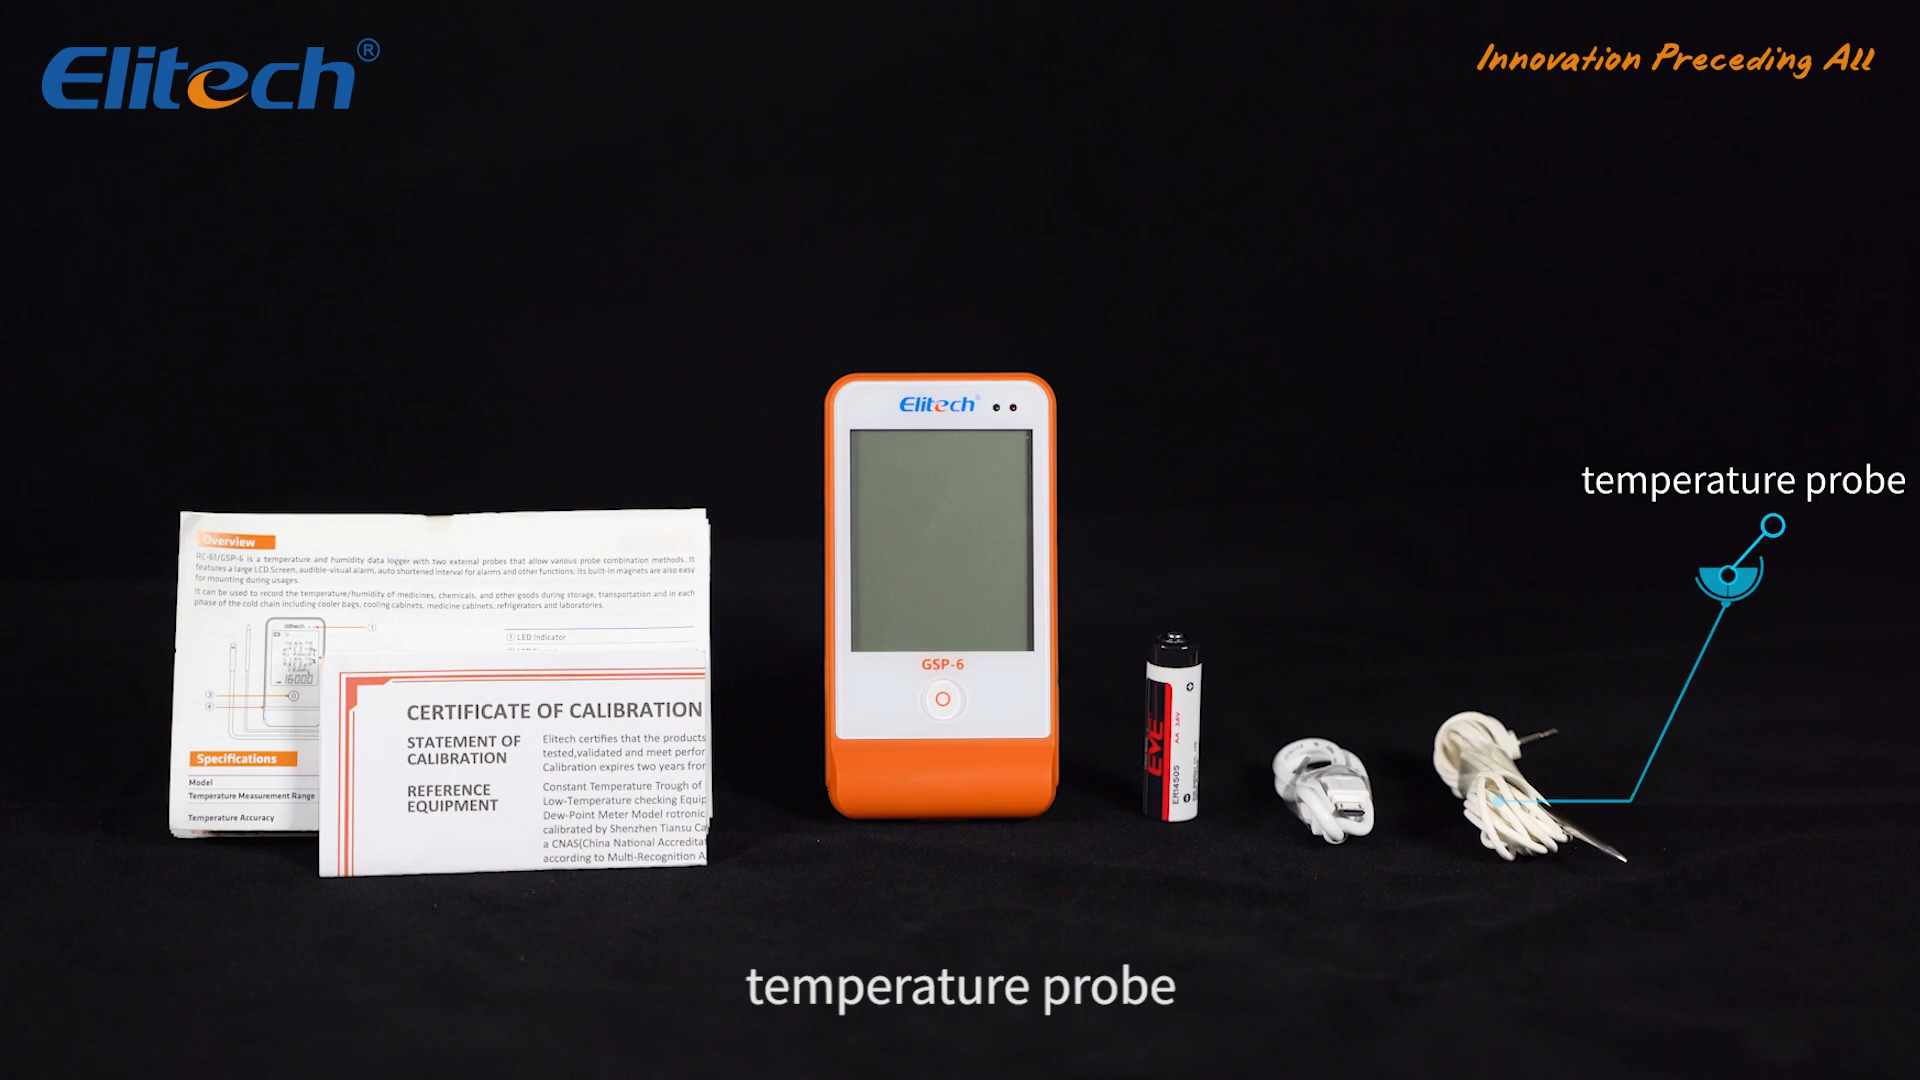 Elitech®
Innovation Preceding All
Overview
RC-61/GSP-6 is a temperature and humidity data logger with two external probes that allow various probe combination methods. It
features a large LCD Screen, audible-visual alarm, auto shortened interval for alarms and other functions; its built-in magnets are also easy
for mounting during usages.
It can be used to record the temperature/humidity of medicines, chemicals, and other goods during storage, transportation and in each
phase of the cold chain including cooler bags, cooling cabinets, medicine cabinets, refrigerators and laboratories.
Elitech
① LED Indicator
①
③
④
Specifications
Model
Temperature Measurement Range
Temperature Accuracy
CERTIFICATE OF CALIBRATION
STATEMENT OF
CALIBRATION
Elitech certifies that the products
tested,validated and meet perfor
Calibration expires two years fro
REFERENCE
EQUIPMENT
Constant Temperature Trough of
Low-Temperature checking Equip
Dew-Point Meter Model rotronic
calibrated by Shenzhen Tiansu Ca
a CNAS(China National Accredita
according to Multi-Recognition A
Elitech
GSP-6
EVE
AA 3.6V
ER14505
temperature probe
temperature probe